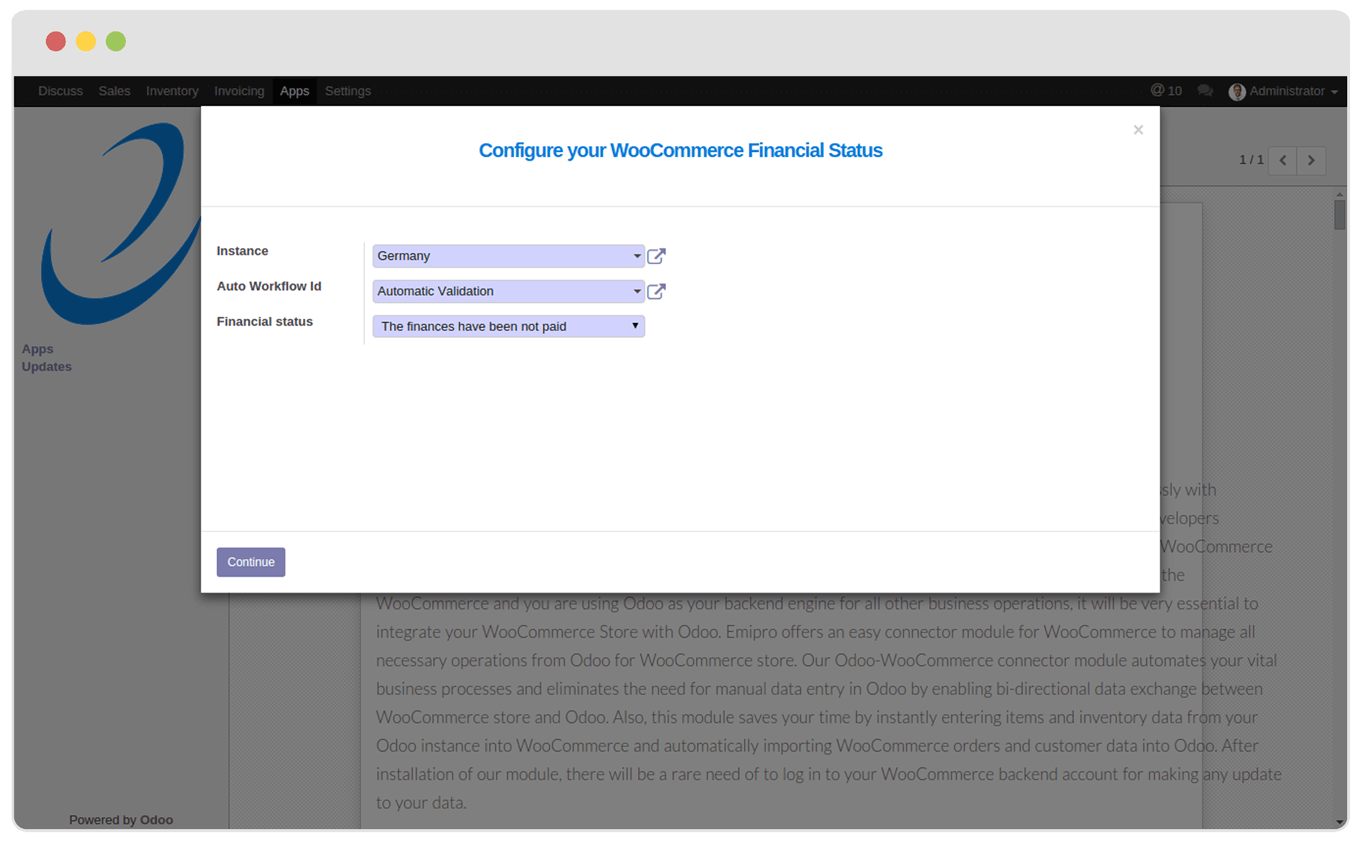 Discuss Sales Inventory Invoicing Apps Settings @ 10 Administrator
Configure your WooCommerce Financial Status ×
1 / 1
Instance Germany
Auto Workflow Id Automatic Validation
Financial status The finances have been not paid
Apps
Updates
Continue
ssly with
velopers
WooCommerce
the
WooCommerce and you are using Odoo as your backend engine for all other business operations, it will be very essential to
integrate your WooCommerce Store with Odoo. Emipro offers an easy connector module for WooCommerce to manage all
necessary operations from Odoo for WooCommerce store. Our Odoo-WooCommerce connector module automates your vital
business processes and eliminates the need for manual data entry in Odoo by enabling bi-directional data exchange between
WooCommerce store and Odoo. Also, this module saves your time by instantly entering items and inventory data from your
Odoo instance into WooCommerce and automatically importing WooCommerce orders and customer data into Odoo. After
installation of our module, there will be a rare need of to log in to your WooCommerce backend account for making any update
to your data.
Powered by Odoo